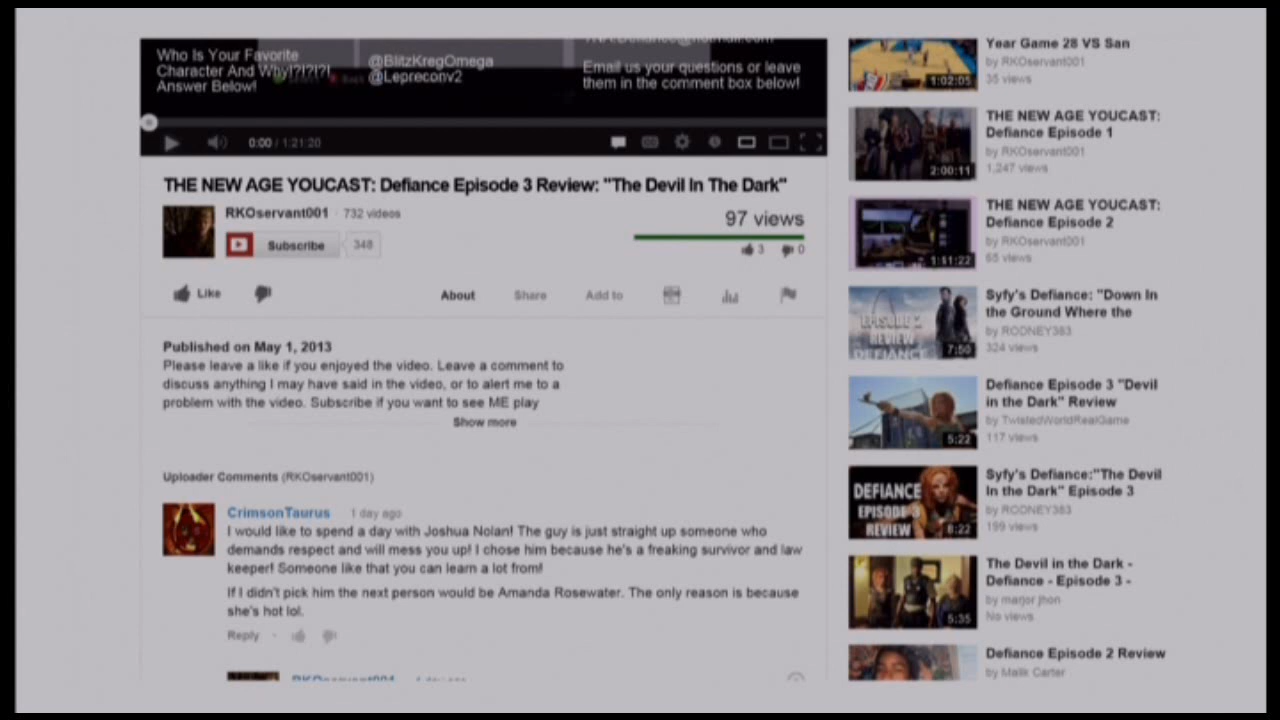 Who Is Your Favorite
Character And Why!?!?!?!
Answer Below!
@BlitzKregOmega
@Lepreconv2
Email us your questions or leave
them in the comment box below!
0:00 / 1:21:20
THE NEW AGE YOUCAST: Defiance Episode 3 Review: "The Devil In The Dark"
RKOservant001 · 732 videos
Subscribe 348
97 views
3 0
Like
About Share Add to
Published on May 1, 2013
Please leave a like if you enjoyed the video. Leave a comment to
discuss anything I may have said in the video, or to alert me to a
problem with the video. Subscribe if you want to see ME play
Show more
Uploader Comments (RKOservant001)
CrimsonTaurus 1 day ago
I would like to spend a day with Joshua Nolan! The guy is just straight up someone who
demands respect and will mess you up! I chose him because he's a freaking survivor and law
keeper! Someone like that you can learn a lot from!
If I didn't pick him the next person would be Amanda Rosewater. The only reason is because
she's hot lol.
Reply ·
RKOservant001 1 day ago
Year Game 28 VS San
by RKOservant001
35 views
1:02:05
THE NEW AGE YOUCAST:
Defiance Episode 1
by RKOservant001
1,247 views
2:00:11
THE NEW AGE YOUCAST:
Defiance Episode 2
by RKOservant001
65 views
1:11:22
Syfy's Defiance: "Down In
the Ground Where the
by RODNEY383
324 views
EPISODE 2
REVIEW
DEFIANCE
7:50
Defiance Episode 3 "Devil
in the Dark" Review
by TwistedWorldRealGame
117 views
5:22
Syfy's Defiance:"The Devil
In the Dark" Episode 3
by RODNEY383
199 views
DEFIANCE
EPISODE 3
REVIEW
8:22
The Devil in the Dark -
Defiance - Episode 3 -
by marjor jhon
No views
5:35
Defiance Episode 2 Review
by Malik Carter